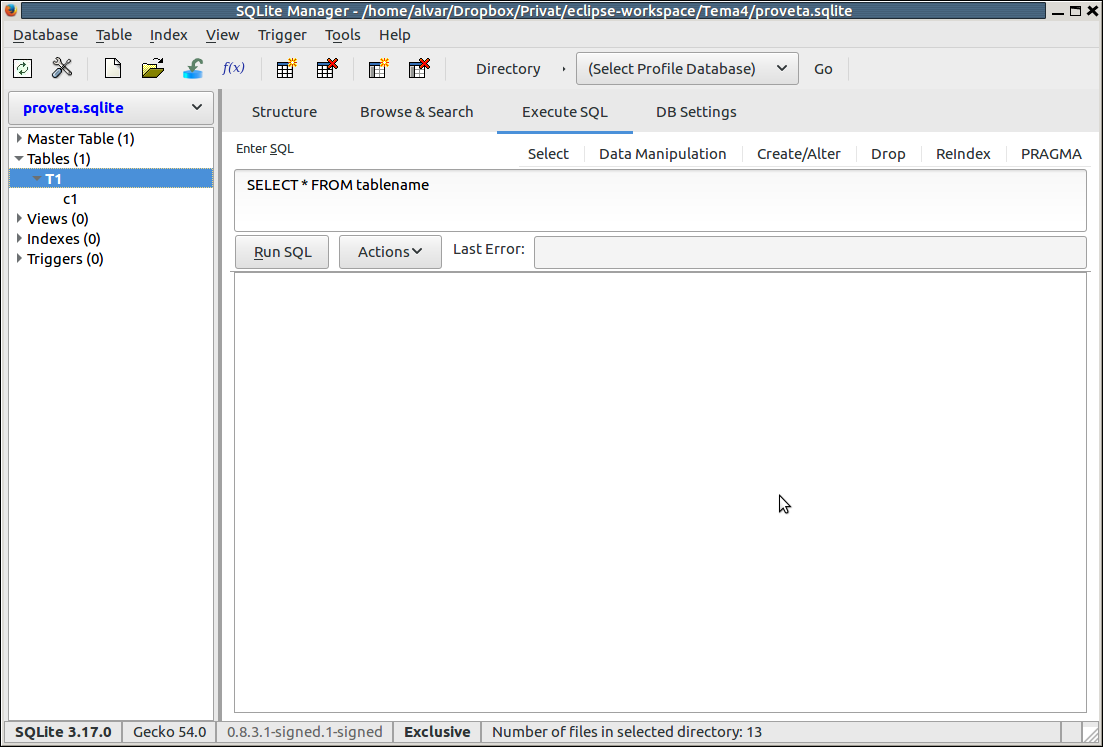 SQLite Manager - /home/alvar/Dropbox/Privat/eclipse-workspace/Tema4/proveta.sqlite
Database Table Index View Trigger Tools Help
f(x) Directory (Select Profile Database) Go
proveta.sqlite
Structure Browse & Search Execute SQL DB Settings
Master Table (1)
Tables (1)
T1
c1
Views (0)
Indexes (0)
Triggers (0)
Enter SQL
Select Data Manipulation Create/Alter Drop ReIndex PRAGMA
SELECT * FROM tablename
Run SQL Actions Last Error:
SQLite 3.17.0 Gecko 54.0 0.8.3.1-signed.1-signed Exclusive Number of files in selected directory: 13